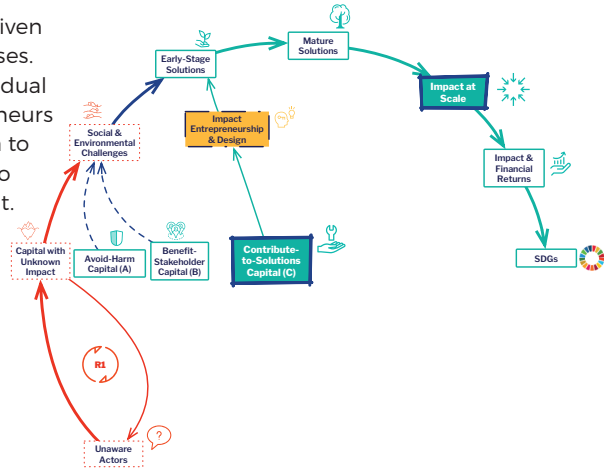 iven
ses.
dual
neurs
to
o
t.
Early-Stage
Solutions
Mature
Solutions
Impact at
Scale
Impact
Entrepreneurship
& Design
Social &
Environmental
Challenges
Impact &
Financial
Returns
Capital with
Unknown
Impact
Avoid-Harm
Capital (A)
Benefit-
Stakeholder
Capital (B)
Contribute-
to-Solutions
Capital (C)
SDGs
R1
?
Unaware
Actors